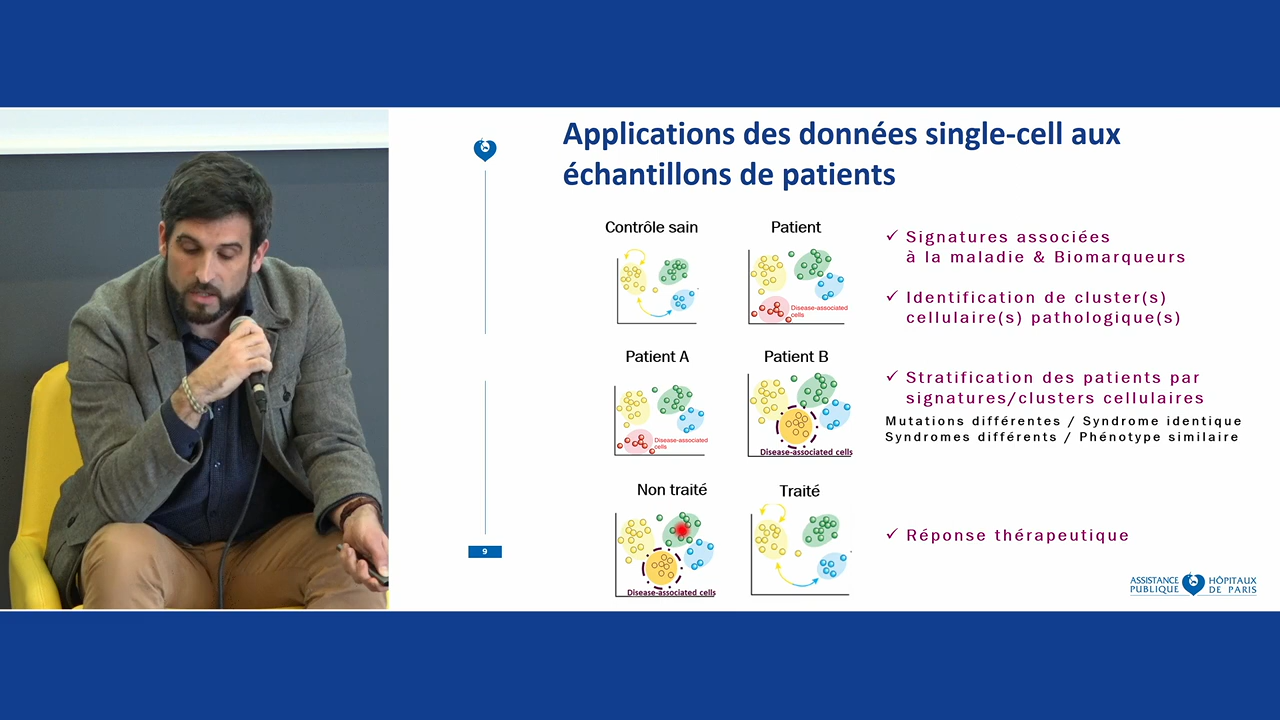 Applications des données single-cell aux
échantillons de patients
Contrôle sain
Patient
Disease-associated
cells
✓ Signatures associées
à la maladie & Biomarqueurs
✓ Identification de cluster(s)
cellulaire(s) pathologique(s)
Patient A
Patient B
Disease-associated
cells
Disease-associated cells
✓ Stratification des patients par
signatures/clusters cellulaires
Mutations différentes / Syndrome identique
Syndromes différents / Phénotype similaire
Non traité
Traité
Disease-associated cells
✓ Réponse thérapeutique
9
ASSISTANCE
PUBLIQUE
HÔPITAUX
DE PARIS